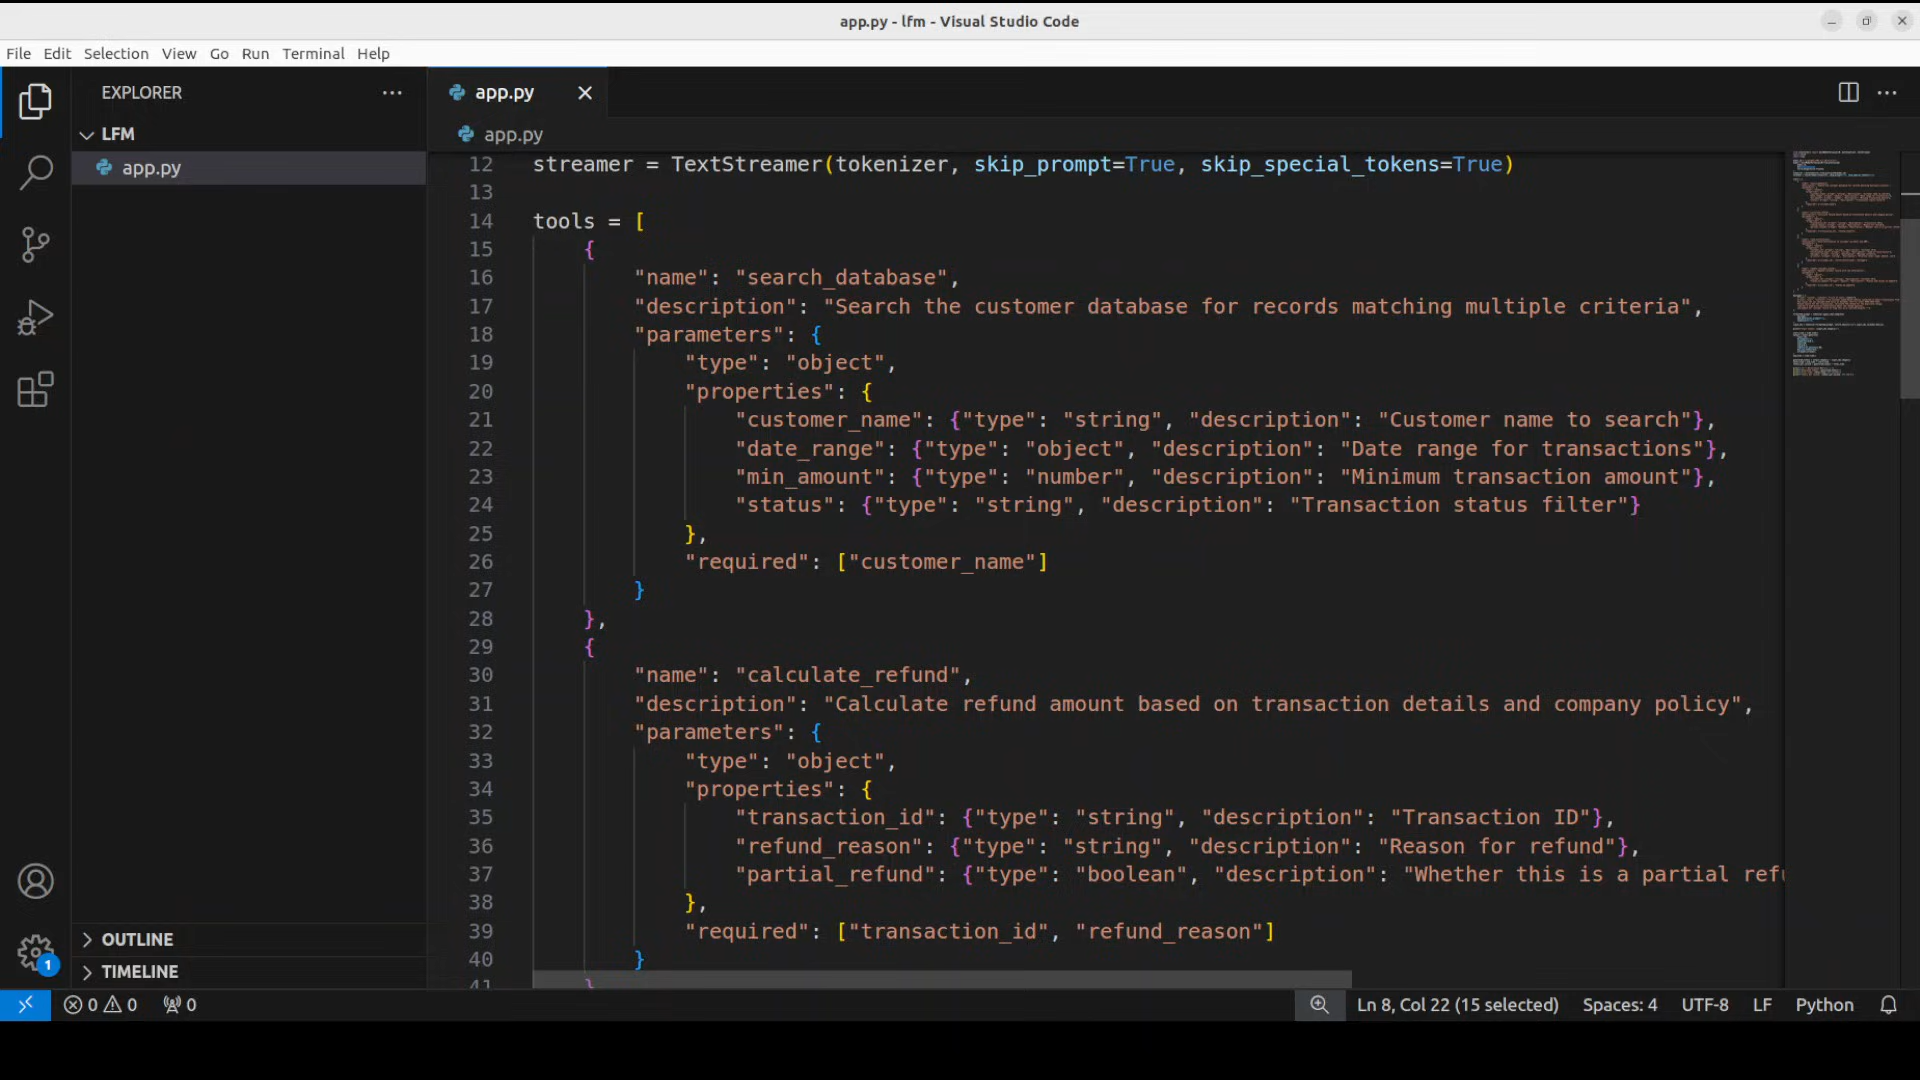 app.py - lfm - Visual Studio Code
File Edit Selection View Go Run Terminal Help
EXPLORER
LFM
app.py
OUTLINE
TIMELINE
app.py
app.py
12 streamer = TextStreamer(tokenizer, skip_prompt=True, skip_special_tokens=True)
13
14 tools = [
15 {
16 "name": "search_database",
17 "description": "Search the customer database for records matching multiple criteria",
18 "parameters": {
19 "type": "object",
20 "properties": {
21 "customer_name": {"type": "string", "description": "Customer name to search"},
22 "date_range": {"type": "object", "description": "Date range for transactions"},
23 "min_amount": {"type": "number", "description": "Minimum transaction amount"},
24 "status": {"type": "string", "description": "Transaction status filter"}
25 },
26 "required": ["customer_name"]
27 }
28 },
29 {
30 "name": "calculate_refund",
31 "description": "Calculate refund amount based on transaction details and company policy",
32 "parameters": {
33 "type": "object",
34 "properties": {
35 "transaction_id": {"type": "string", "description": "Transaction ID"},
36 "refund_reason": {"type": "string", "description": "Reason for refund"},
37 "partial_refund": {"type": "boolean", "description": "Whether this is a partial refu
38 },
39 "required": ["transaction_id", "refund_reason"]
40 }
41 }
1
0 0 0 Ln 8, Col 22 (15 selected) Spaces: 4 UTF-8 LF Python